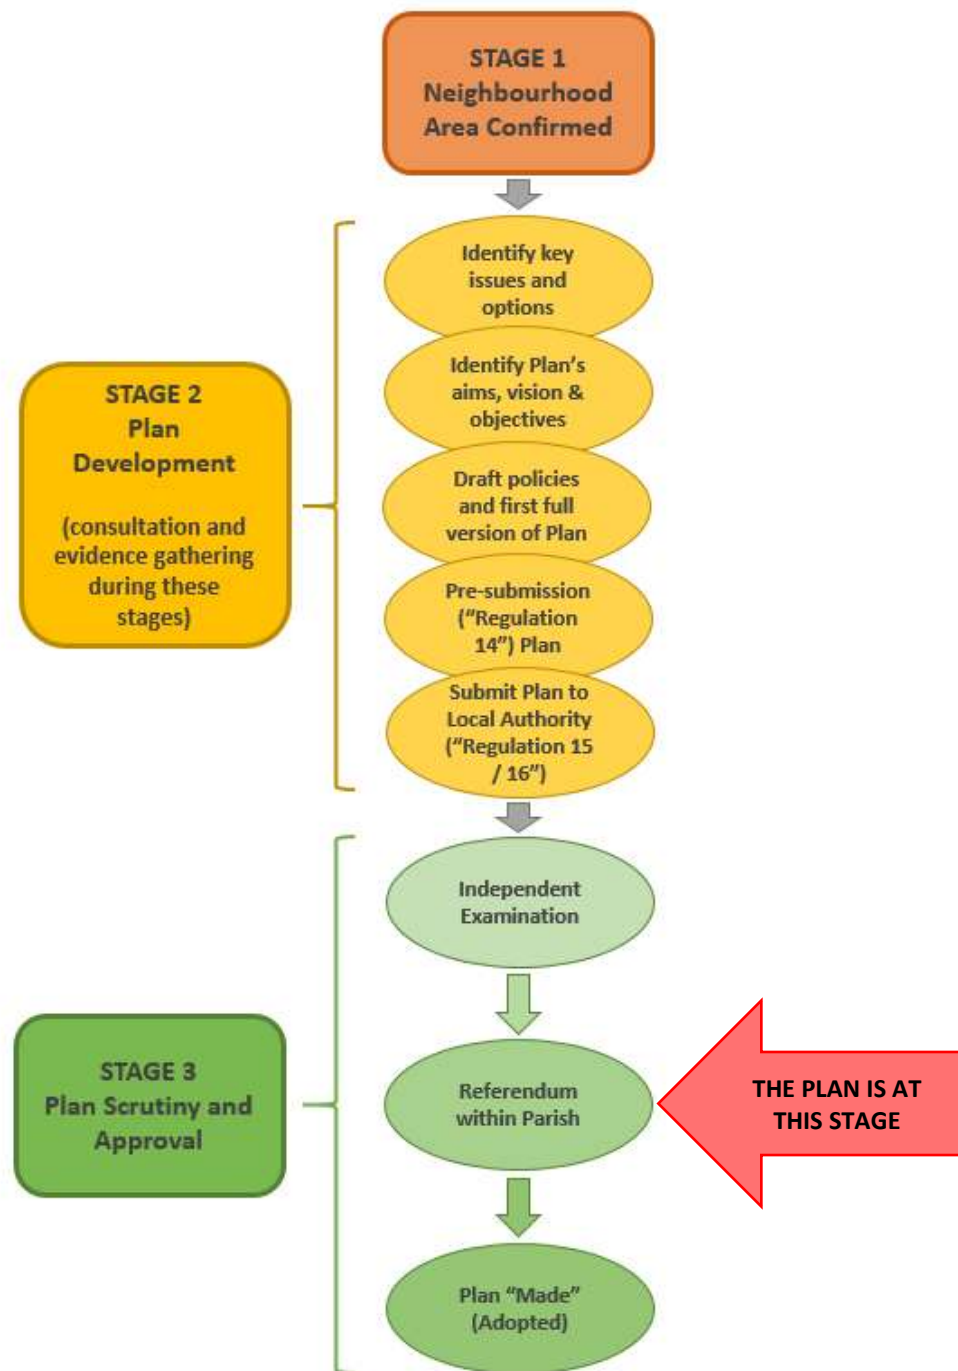 STAGE 1
Neighbourhood
Area Confirmed
Identify key
issues and
options
Identify Plan's
aims, vision &
objectives
STAGE 2
Plan
Development
(consultation and
evidence gathering
during these
stages)
Draft policies
and first full
version of Plan
Pre-submission
("Regulation
14") Plan
Submit Plan to
Local Authority
("Regulation 15
/ 16")
Independent
Examination
STAGE 3
Plan Scrutiny and
Approval
Referendum
within Parish
THE PLAN IS AT
THIS STAGE
Plan "Made"
(Adopted)